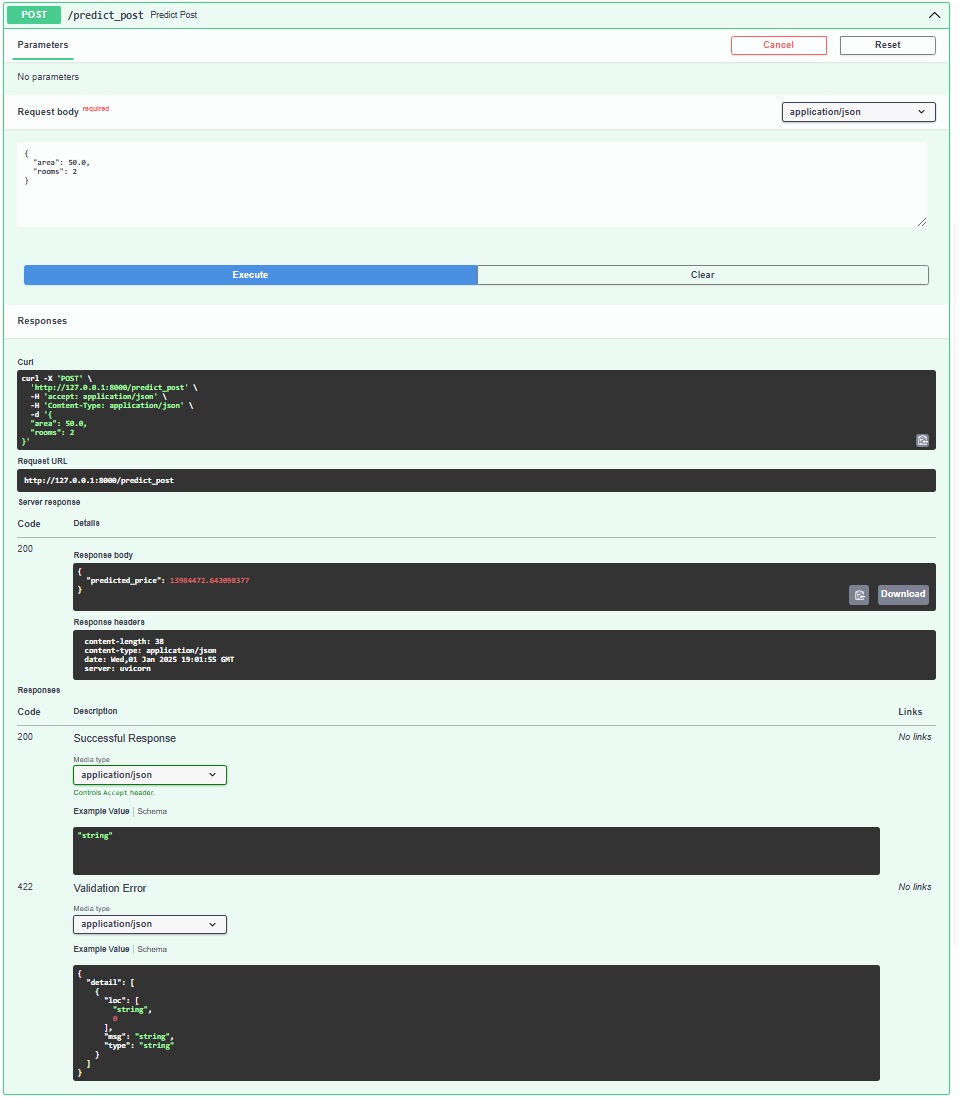 POST /predict_post Predict Post
Parameters
Cancel
Reset
No parameters
Request body required
application/json
{
  "area": 50.0,
  "rooms": 2
}
Execute
Clear
Responses
Curl
curl -X 'POST' \
  'http://127.0.0.1:8000/predict_post' \
  -H 'accept: application/json' \
  -H 'Content-Type: application/json' \
  -d '{
  "area": 50.0,
  "rooms": 2
}'
Request URL
http://127.0.0.1:8000/predict_post
Server response
Code Details
200
Response body
{
  "predicted_price": 13984472.643098377
}
Download
Response headers
content-length: 38
content-type: application/json
date: Wed,01 Jan 2025 19:01:55 GMT
server: uvicorn
Responses
Code Description Links
200 Successful Response No links
Media type
application/json
Controls Accept header.
Example Value | Schema
"string"
422 Validation Error No links
Media type
application/json
Example Value | Schema
{
  "detail": [
    {
      "loc": [
        "string",
        0
      ],
      "msg": "string",
      "type": "string"
    }
  ]
}